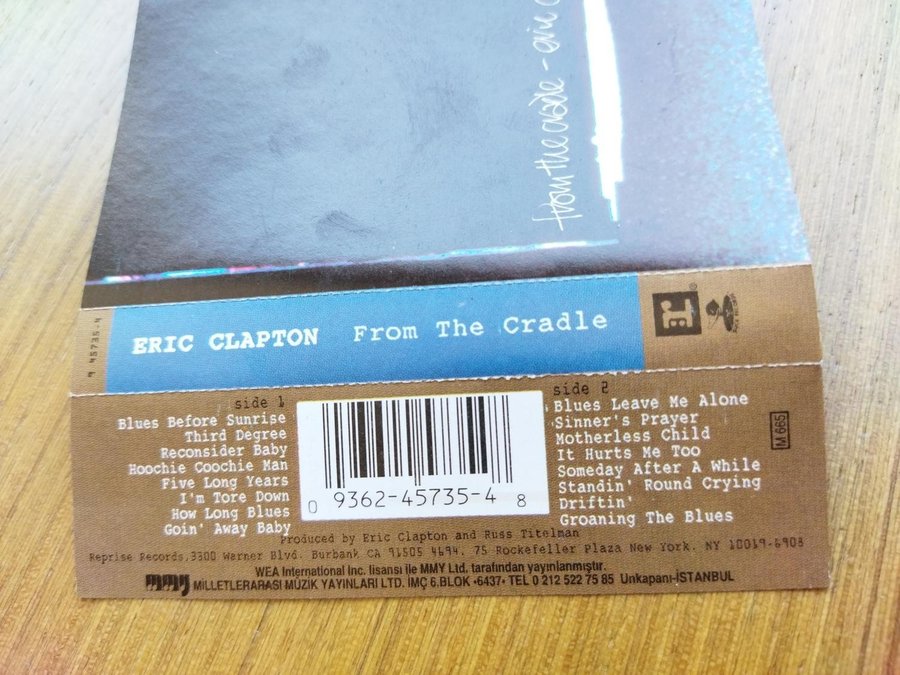 from the cradle - eric c
9 45735-4
ERIC CLAPTON From The Cradle
R
side 1
Blues Before Sunrise
Third Degree
Reconsider Baby
Hoochie Coochie Man
Five Long Years
I'm Tore Down
How Long Blues
Goin' Away Baby
0 9362-45735-4 8
side 2
Blues Leave Me Alone
Sinner's Prayer
Motherless Child
It Hurts Me Too
Someday After A While
Standin' Round Crying
Driftin'
Groaning The Blues
M 665
Produced by Eric Clapton and Russ Titelman
Reprise Records, 3300 Warner Blvd. Burbank CA 91505 4694. 75 Rockefeller Plaza New York. NY 10019-6908
WEA International Inc. lisansı ile MMY Ltd. tarafından yayınlanmıştır.
mmy MİLLETLERARASI MÜZİK YAYINLARI LTD. İMÇ 6.BLOK •6437• TEL 0 212 522 75 85 Unkapanı-İSTANBUL